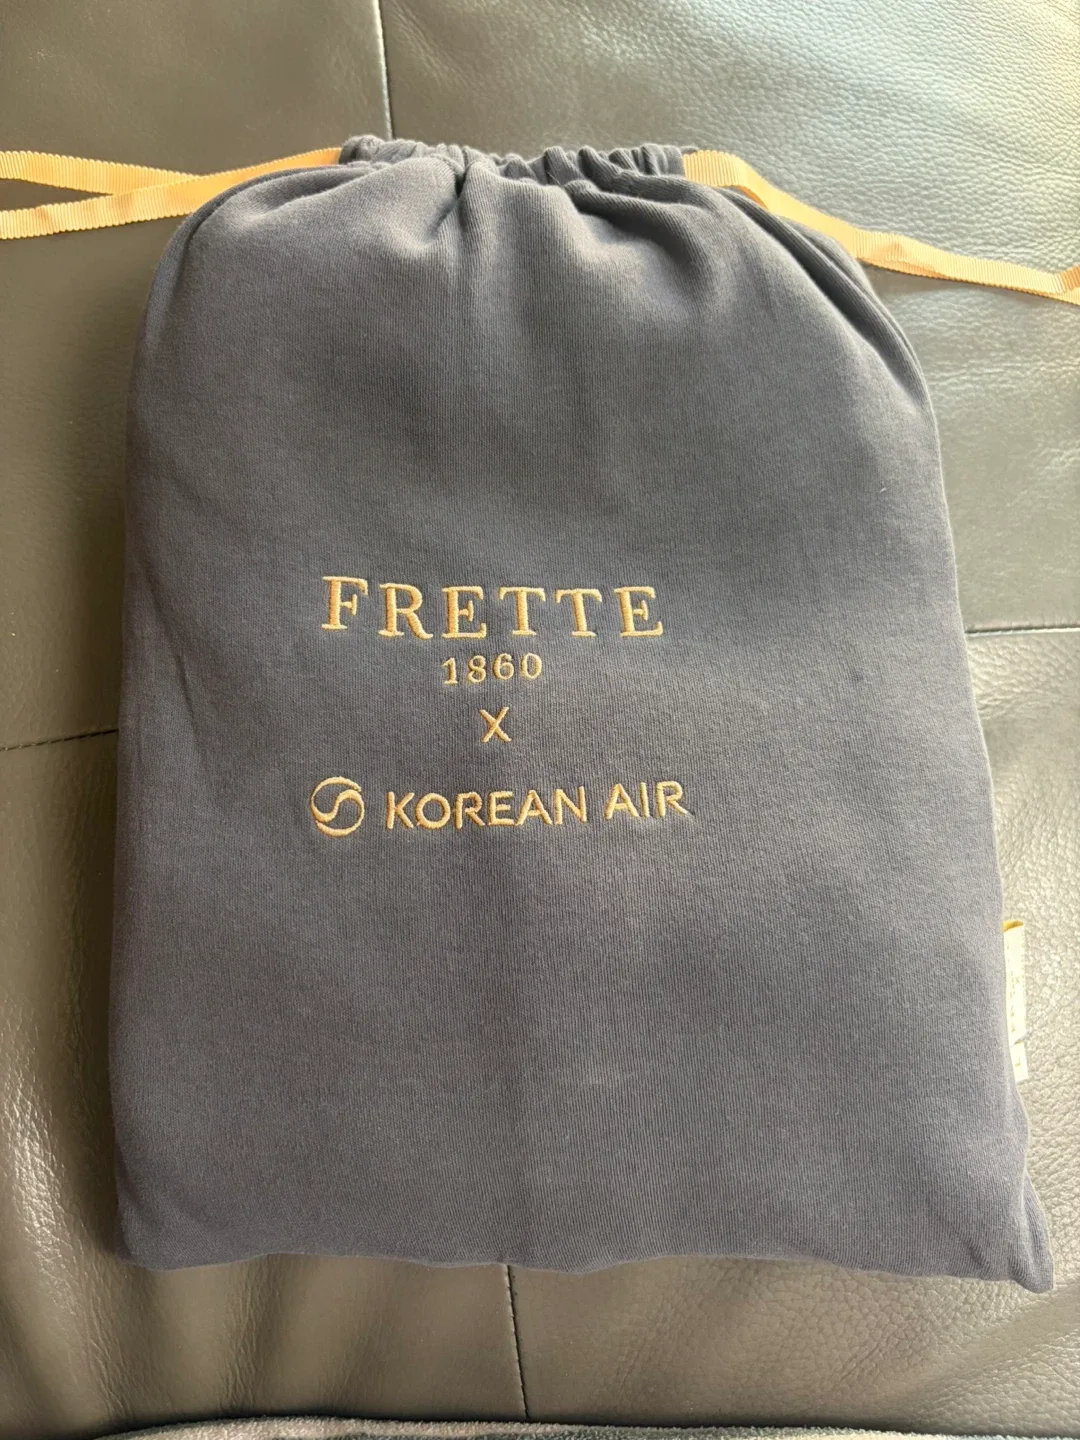 FRETTE
1860
X
KOREAN AIR